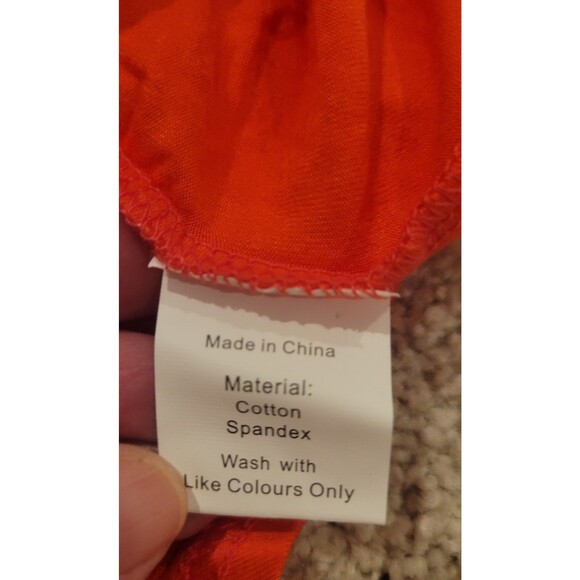 Made in China
Material:
Cotton
Spandex
Wash with
Like Colours Only